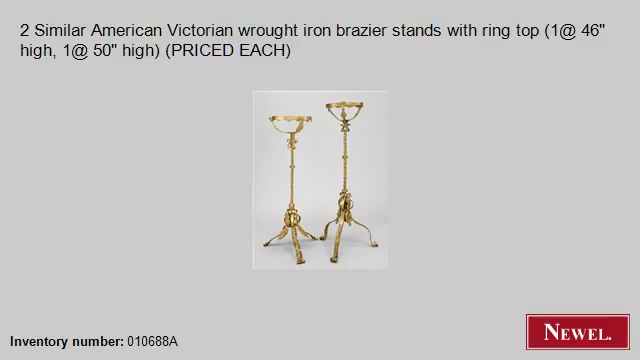 2 Similar American Victorian wrought iron brazier stands with ring top (1@ 46"
high, 1@ 50" high) (PRICED EACH)
Inventory number: 010688A
NEWEL.